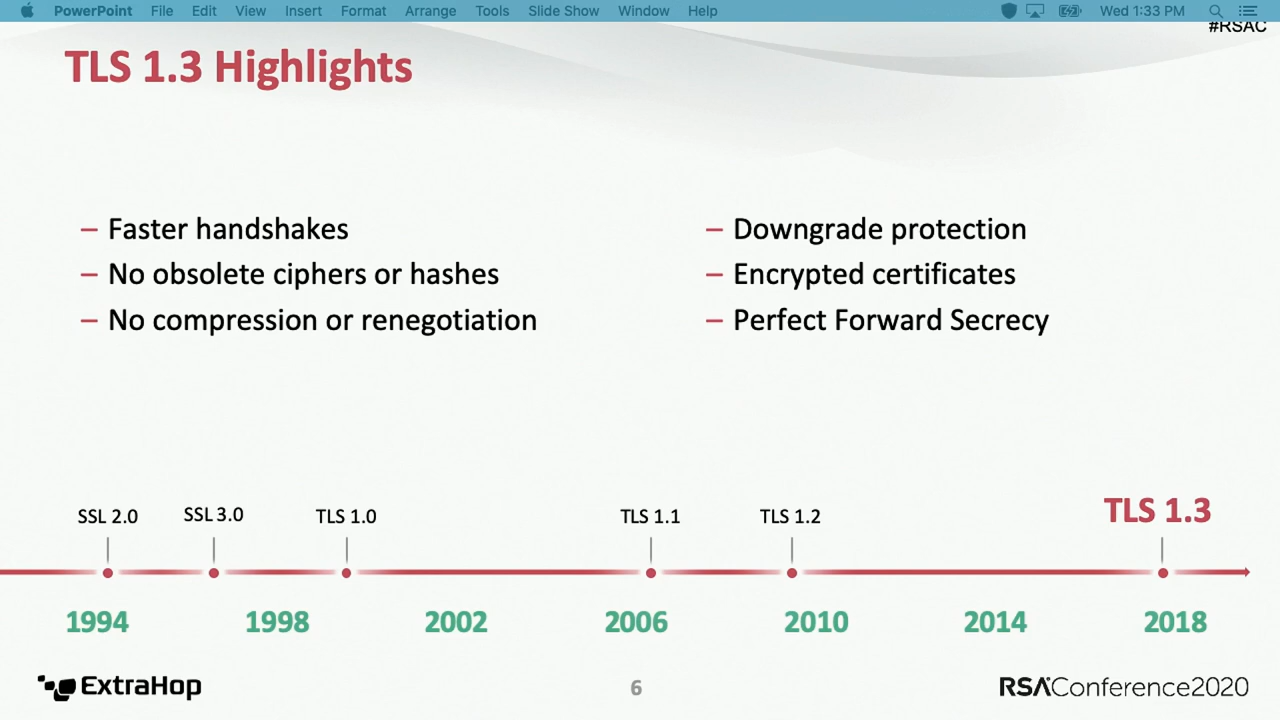 PowerPoint File Edit View Insert Format Arrange Tools Slide Show Window Help Wed 1:33 PM
#RSAC
TLS 1.3 Highlights
– Faster handshakes
– No obsolete ciphers or hashes
– No compression or renegotiation
– Downgrade protection
– Encrypted certificates
– Perfect Forward Secrecy
SSL 2.0 SSL 3.0 TLS 1.0 TLS 1.1 TLS 1.2 TLS 1.3
1994 1998 2002 2006 2010 2014 2018
ExtraHop 6 RSAConference2020